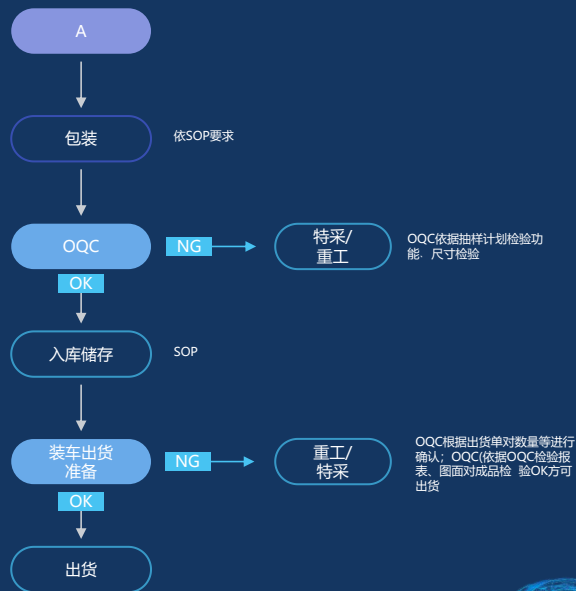 A
包装
依SOP要求
OQC
NG
特采/
重工
OQC依据抽样计划检验功
能．尺寸检验
OK
入库储存
SOP
装车出货
准备
NG
重工/
特采
OQC根据出货单对数量等进行
确认；OQC(依据OQC检验报
表、图面对成品检 验OK方可
出货
OK
出货